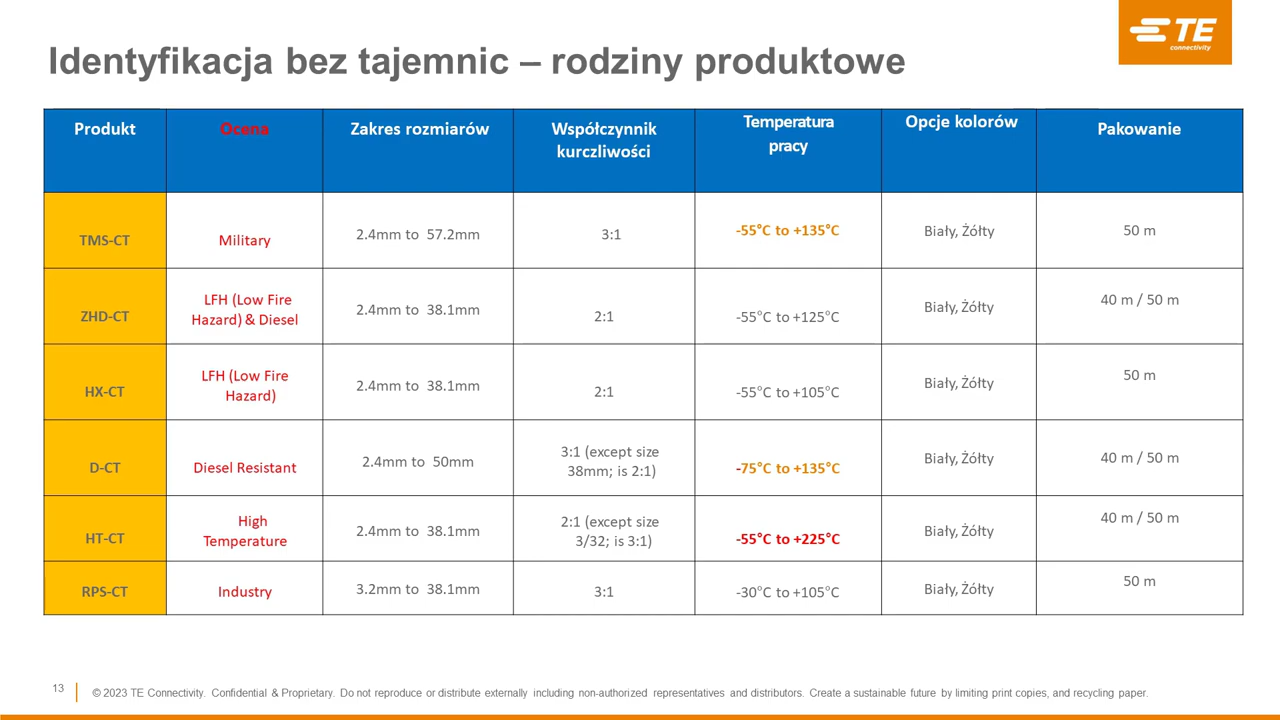 TE
connectivity
Identyfikacja bez tajemnic – rodziny produktowe
Produkt
Ocena
Zakres rozmiarów
Współczynnik
kurczliwości
Temperatura
pracy
Opcje kolorów
Pakowanie
TMS-CT
Military
2.4mm to 57.2mm
3:1
-55°C to +135°C
Biały, Żółty
50 m
ZHD-CT
LFH (Low Fire
Hazard) & Diesel
2.4mm to 38.1mm
2:1
-55°C to +125°C
Biały, Żółty
40 m / 50 m
HX-CT
LFH (Low Fire
Hazard)
2.4mm to 38.1mm
2:1
-55°C to +105°C
Biały, Żółty
50 m
D-CT
Diesel Resistant
2.4mm to 50mm
3:1 (except size
38mm; is 2:1)
-75°C to +135°C
Biały, Żółty
40 m / 50 m
HT-CT
High
Temperature
2.4mm to 38.1mm
2:1 (except size
3/32; is 3:1)
-55°C to +225°C
Biały, Żółty
40 m / 50 m
RPS-CT
Industry
3.2mm to 38.1mm
3:1
-30°C to +105°C
Biały, Żółty
50 m
13
© 2023 TE Connectivity. Confidential & Proprietary. Do not reproduce or distribute externally including non-authorized representatives and distributors. Create a sustainable future by limiting print copies, and recycling paper.